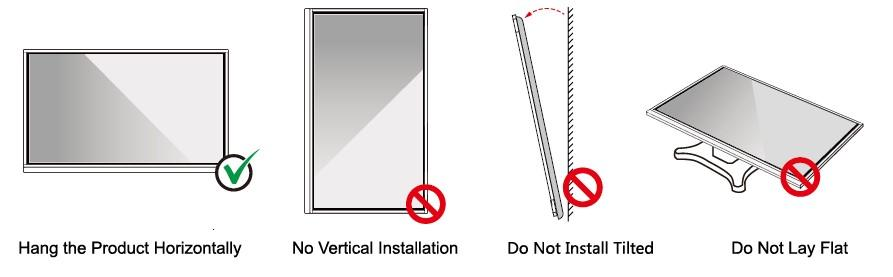 Hang the Product Horizontally
No Vertical Installation
Do Not Install Tilted
Do Not Lay Flat